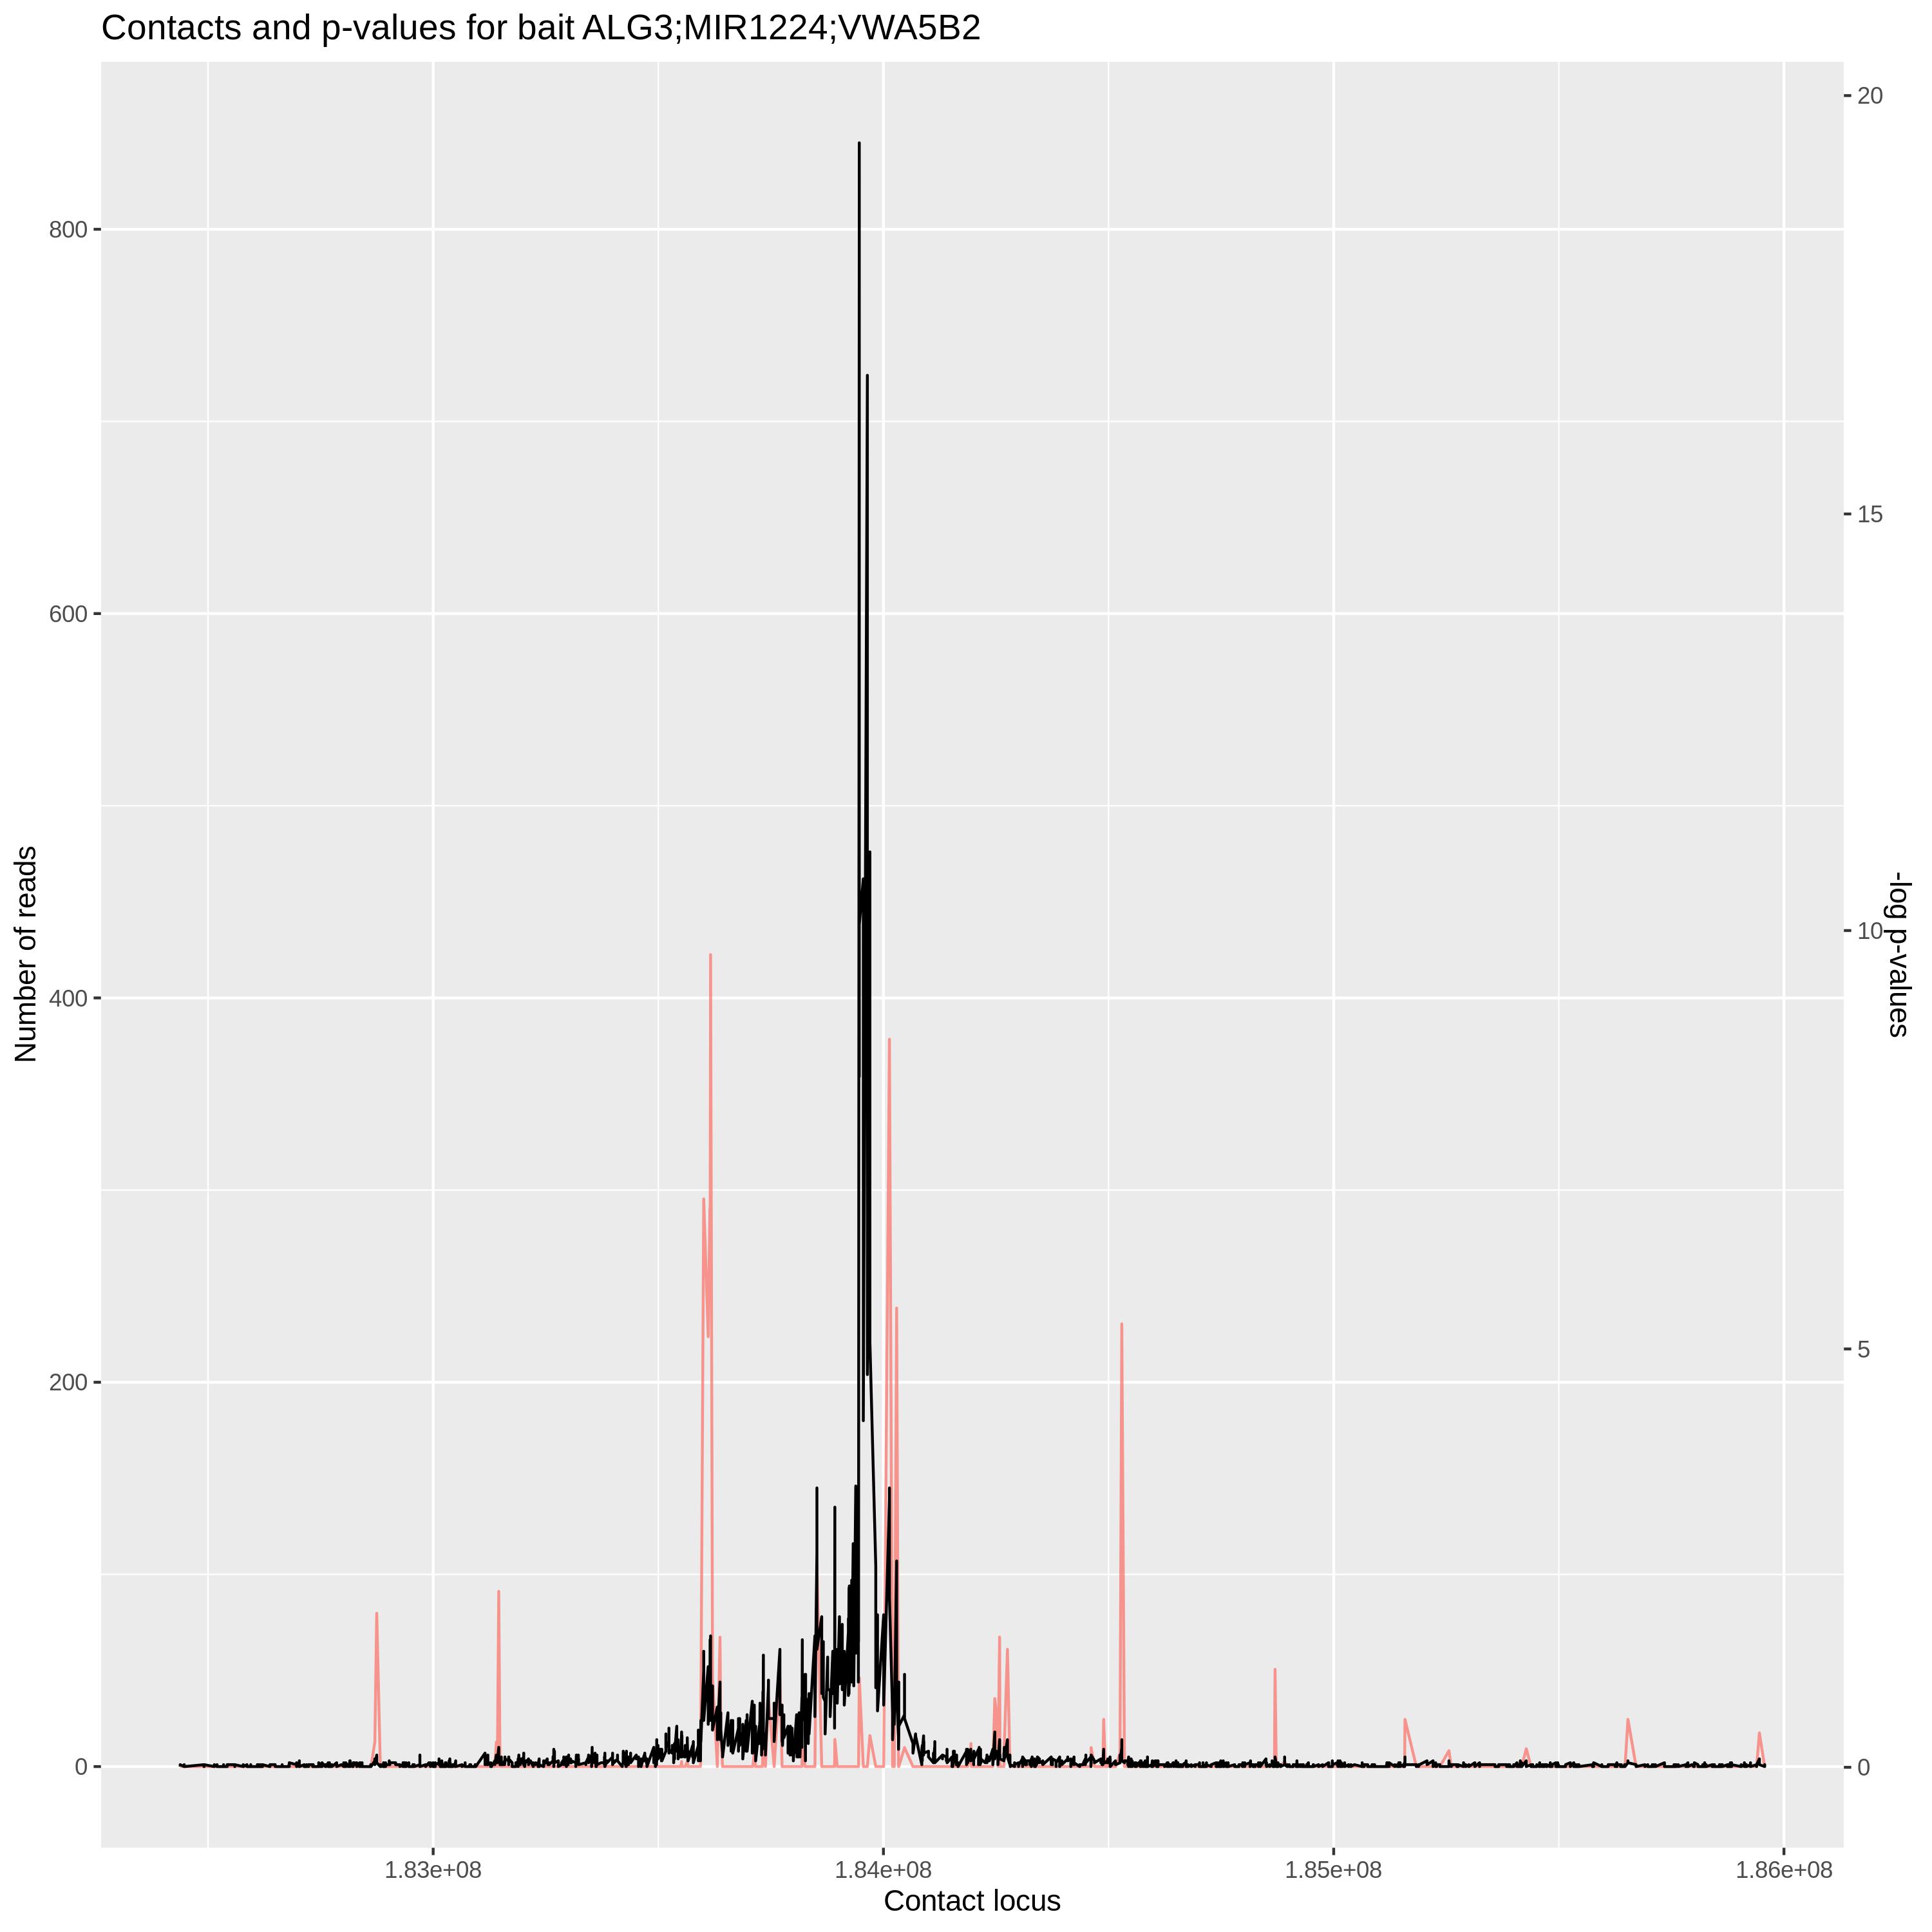 Contacts and p-values for bait ALG3;MIR1224;VWA5B2
20
800
15
600
Number of reads
-log p-values
10
400
5
200
0
0
1.83e+08
1.84e+08
1.85e+08
1.86e+08
Contact locus